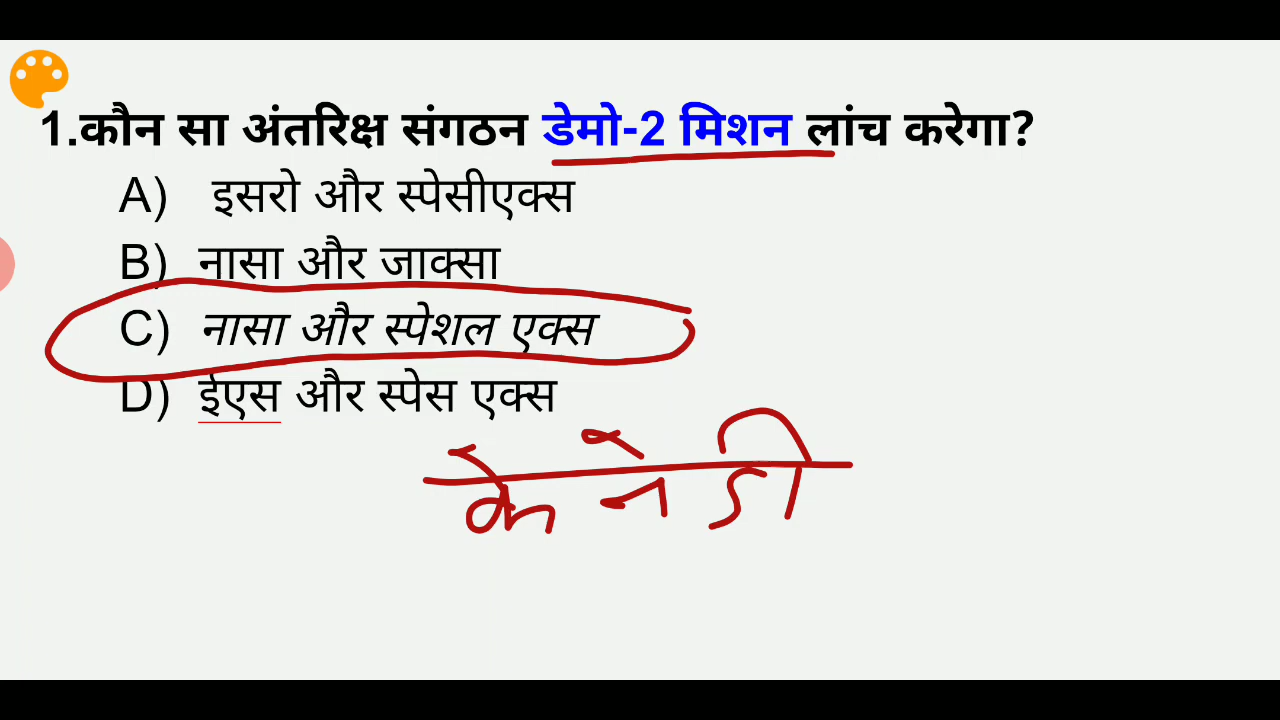 1.कौन सा अंतरिक्ष संगठन डेमो-2 मिशन लांच करेगा?
A) इसरो और स्पेसीएक्स
B) नासा और जाक्सा
C) नासा और स्पेशल एक्स
D) ईएस और स्पेस एक्स
केनेडी